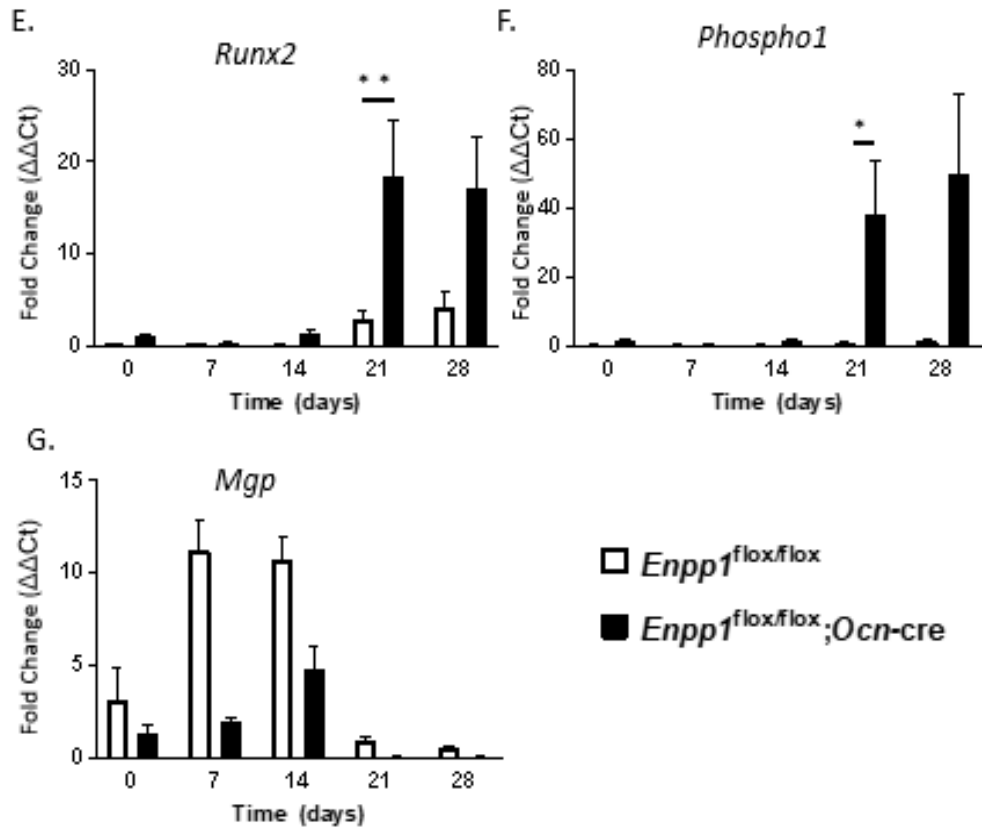 E.
Runx2
Fold Change (ΔΔCt)
30
20
10
0
* *
0 7 14 21 28
Time (days)
F.
Phospho1
Fold Change (ΔΔCt)
80
60
40
20
0
*
0 7 14 21 28
Time (days)
G.
Mgp
Fold Change (ΔΔCt)
15
10
5
0
0 7 14 21 28
Time (days)
Enpp1flox/flox
Enpp1flox/flox;Ocn-cre